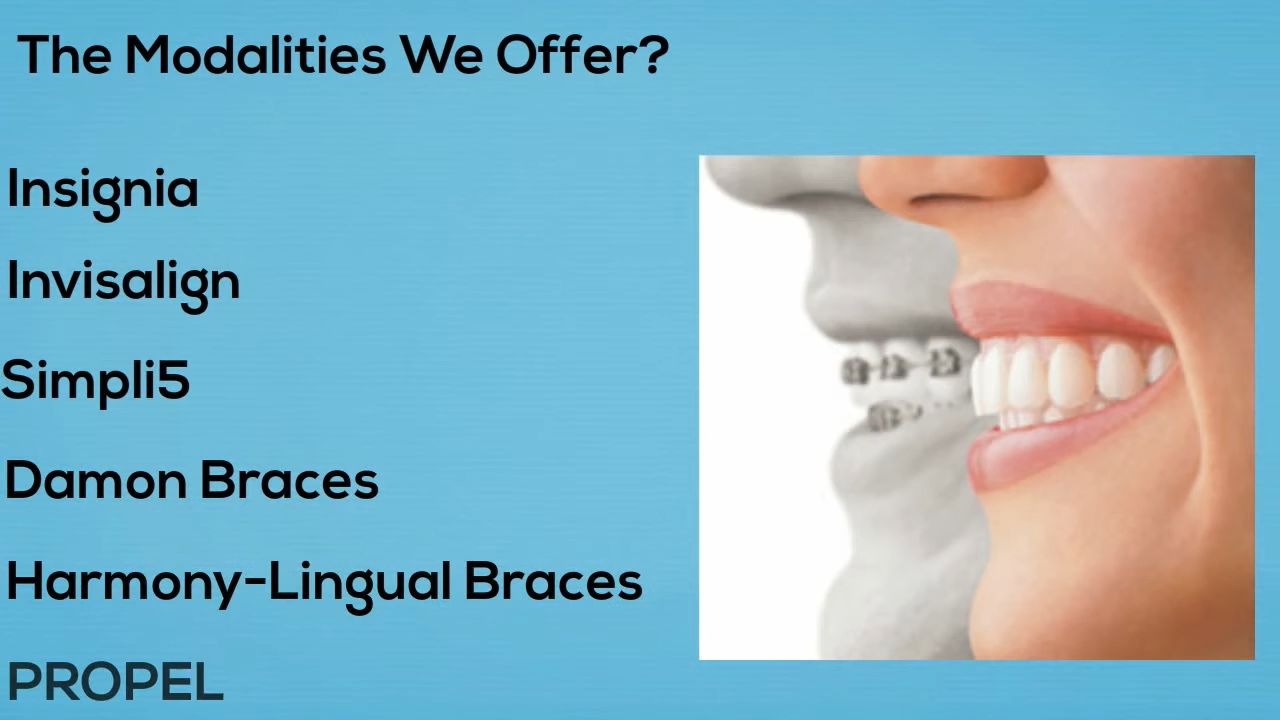 The Modalities We Offer?
Insignia
Invisalign
Simpli5
Damon Braces
Harmony-Lingual Braces
PROPEL